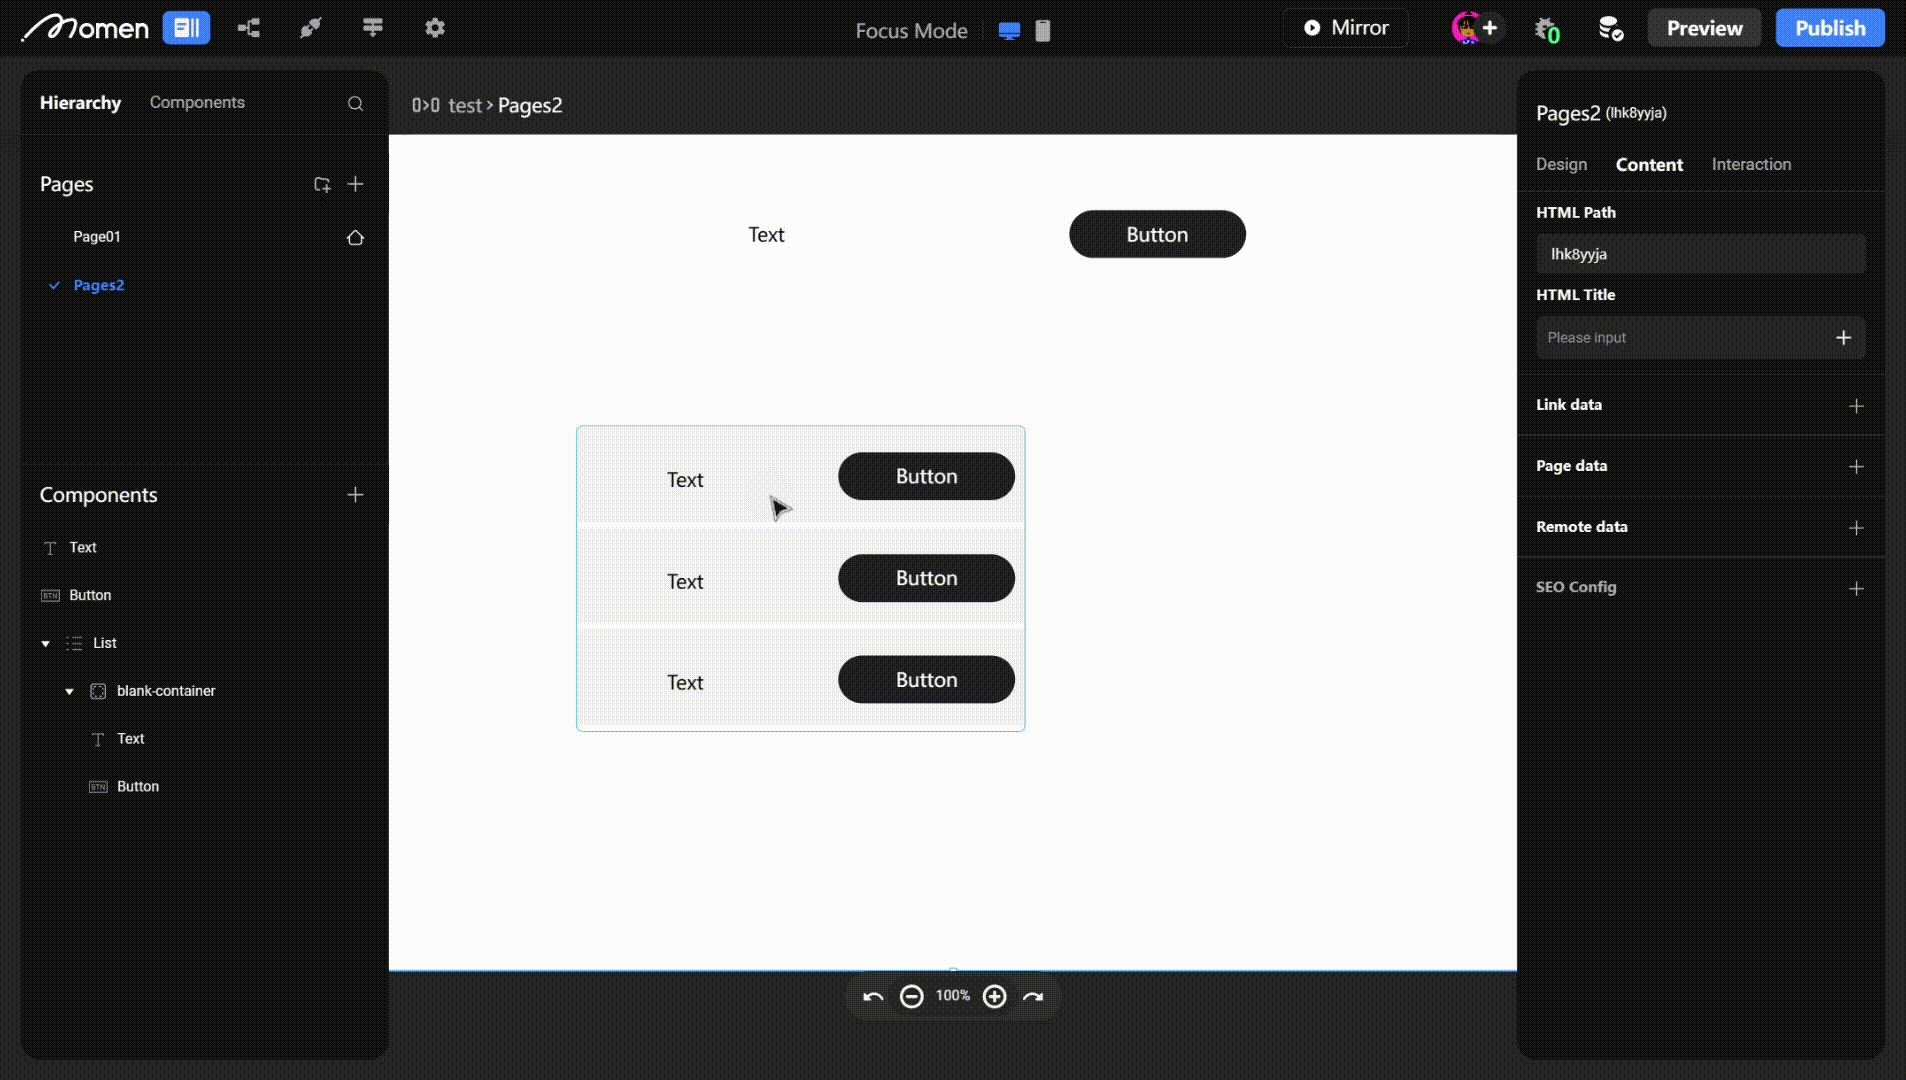 Momen
Focus Mode
Mirror
0
Preview
Publish
Hierarchy
Components
test > Pages2
Pages
Page01
Pages2
Components
Text
Button
List
blank-container
Text
Button
Text
Button
Text
Button
Text
Button
Text
Button
100%
Pages2 (lhk8yyja)
Design
Content
Interaction
HTML Path
lhk8yyja
HTML Title
Please input
Link data
Page data
Remote data
SEO Config